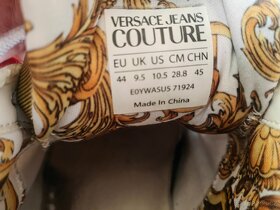 VERSACE JEANS
COUTURE
EU UK US CM CHN
44 9.5 10.5 28.8 45
E0YWASUS 71924
Made In China